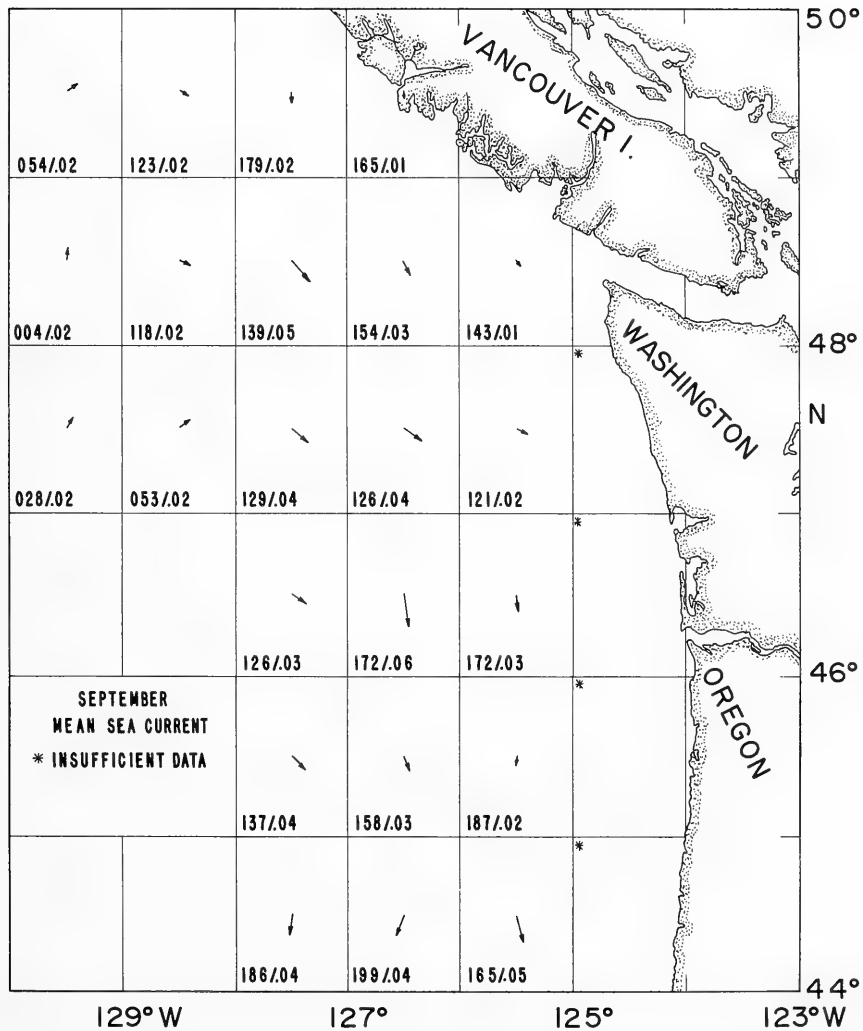 50°
VANCOUVER I.
054/.02 123/.02 179/.02 165/.01
004/.02 118/.02 139/.05 154/.03 143/.01
48°
*
WASHINGTON
N
028/.02 053/.02 129/.04 126/.04 121/.02
*
126/.03 172/.06 172/.03
46°
*
OREGON
SEPTEMBER
MEAN SEA CURRENT
* INSUFFICIENT DATA
137/.04 158/.03 187/.02
*
186/.04 199/.04 165/.05
44°
129°W 127° 125° 123°W